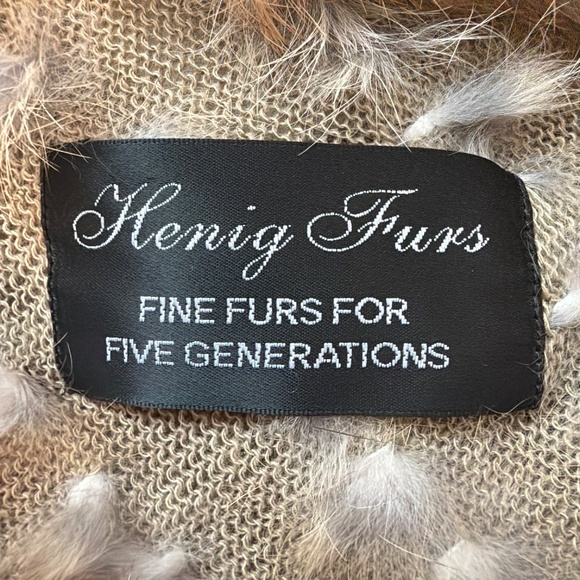 Henig Furs
FINE FURS FOR
FIVE GENERATIONS